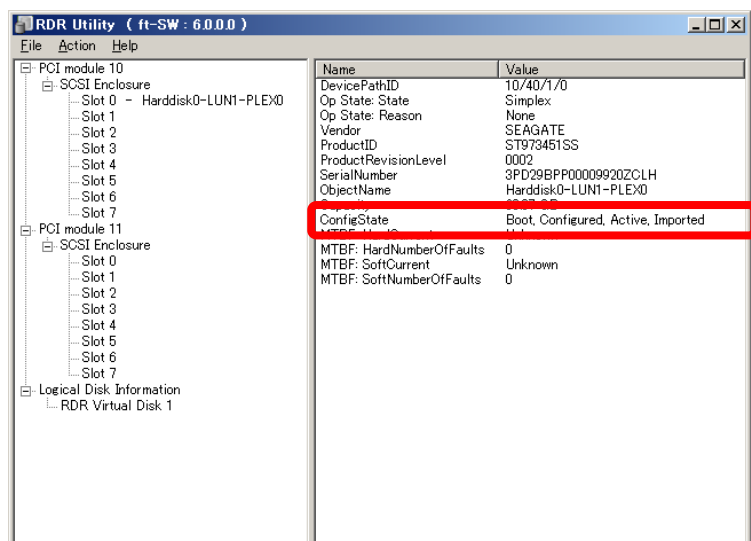 RDR Utility ( ft-SW : 6.0.0.0 )
File Action Help
PCI module 10
SCSI Enclosure
Slot 0 - Harddisk0-LUN1-PLEX0
Slot 1
Slot 2
Slot 3
Slot 4
Slot 5
Slot 6
Slot 7
PCI module 11
SCSI Enclosure
Slot 0
Slot 1
Slot 2
Slot 3
Slot 4
Slot 5
Slot 6
Slot 7
Logical Disk Information
RDR Virtual Disk 1
Name Value
DevicePathID 10/40/1/0
Op State: State Simplex
Op State: Reason None
Vendor SEAGATE
ProductID ST973451SS
ProductRevisionLevel 0002
SerialNumber 3PD29BPP00009920ZCLH
ObjectName Harddisk0-LUN1-PLEX0
ConfigState Boot, Configured, Active, Imported
MTBF: HardNumberOfFaults 0
MTBF: SoftCurrent Unknown
MTBF: SoftNumberOfFaults 0